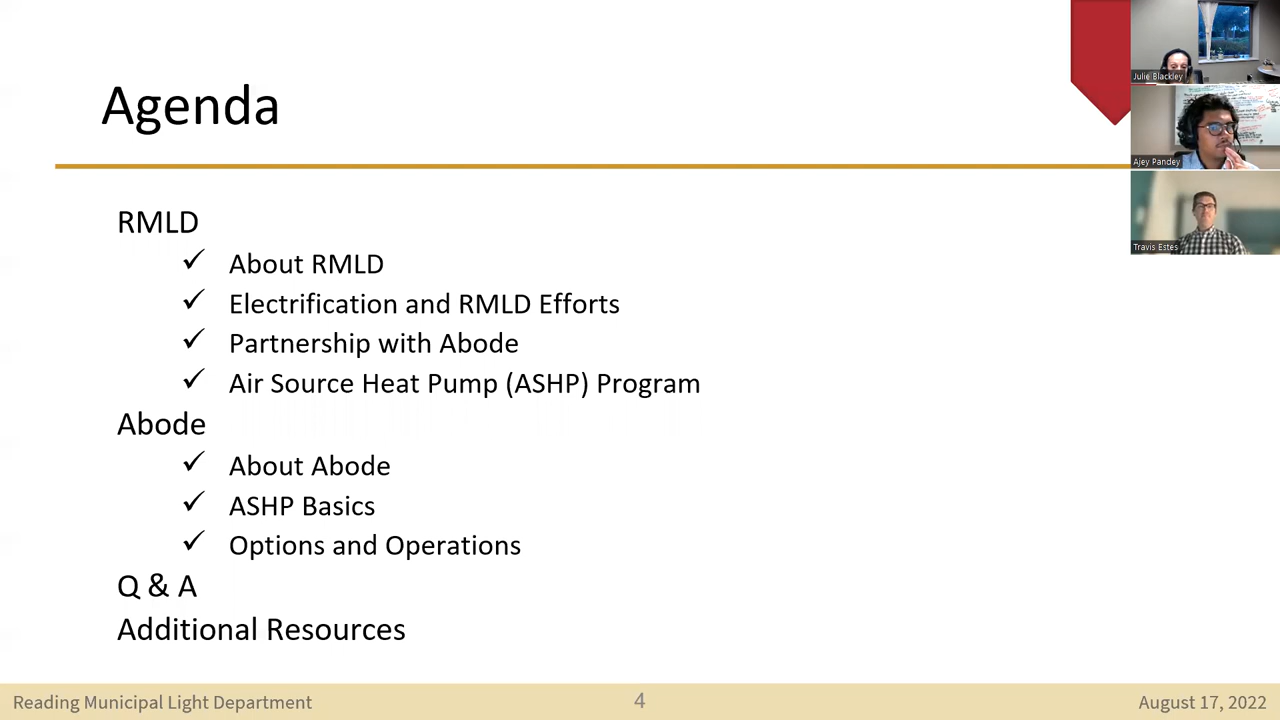 Agenda
RMLD
✓ About RMLD
✓ Electrification and RMLD Efforts
✓ Partnership with Abode
✓ Air Source Heat Pump (ASHP) Program
Abode
✓ About Abode
✓ ASHP Basics
✓ Options and Operations
Q & A
Additional Resources
Reading Municipal Light Department
4
August 17, 2022
Julie Blackley
Ajey Pandey
Travis Estes